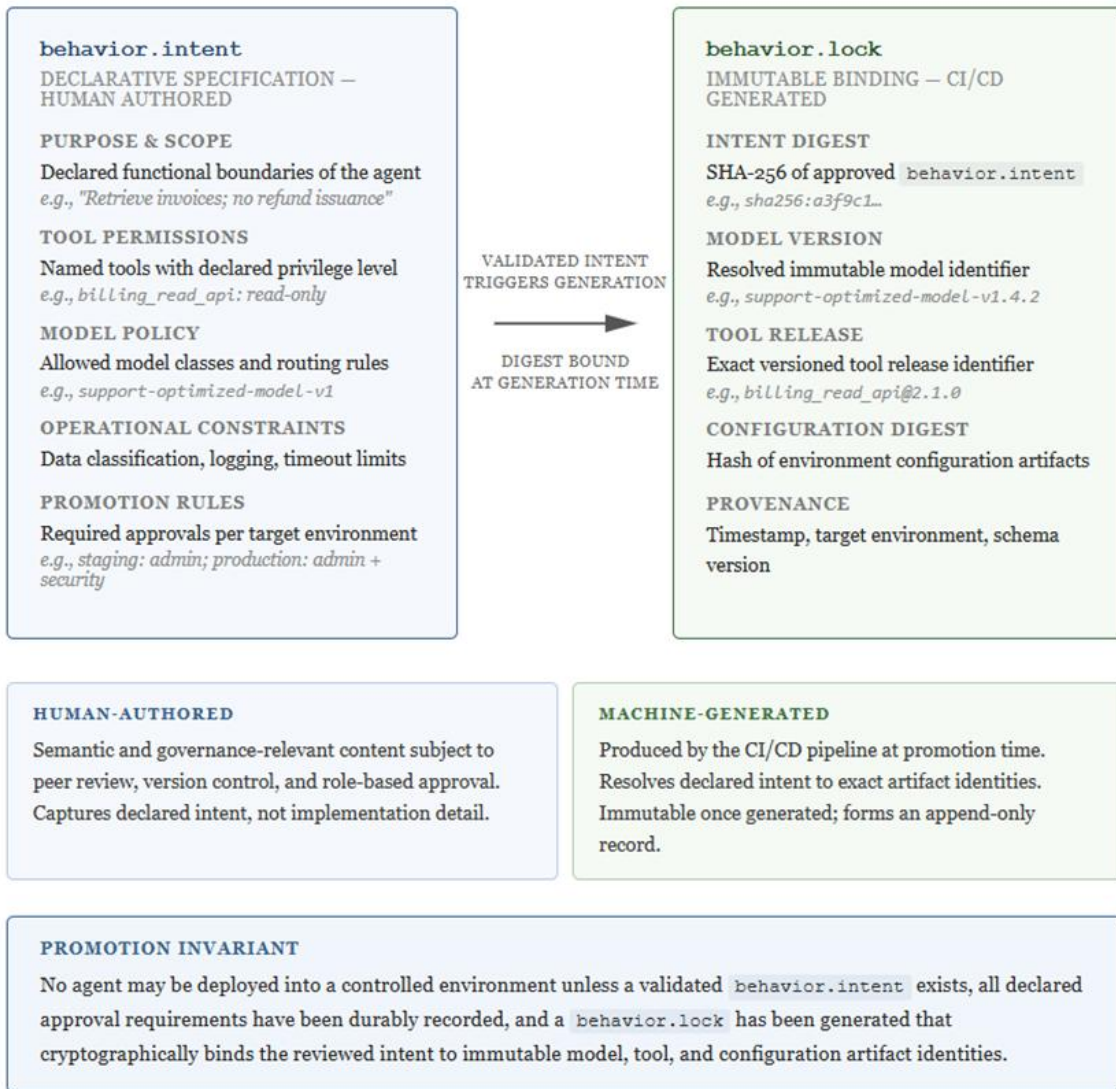 behavior.intent
DECLARATIVE SPECIFICATION —
HUMAN AUTHORED
PURPOSE & SCOPE
Declared functional boundaries of the agent
e.g., "Retrieve invoices; no refund issuance"
TOOL PERMISSIONS
Named tools with declared privilege level
e.g., billing_read_api: read-only
MODEL POLICY
Allowed model classes and routing rules
e.g., support-optimized-model-v1
OPERATIONAL CONSTRAINTS
Data classification, logging, timeout limits
PROMOTION RULES
Required approvals per target environment
e.g., staging: admin; production: admin +
security
VALIDATED INTENT
TRIGGERS GENERATION
DIGEST BOUND
AT GENERATION TIME
behavior.lock
IMMUTABLE BINDING — CI/CD
GENERATED
INTENT DIGEST
SHA-256 of approved behavior.intent
e.g., sha256:a3f9c1…
MODEL VERSION
Resolved immutable model identifier
e.g., support-optimized-model-v1.4.2
TOOL RELEASE
Exact versioned tool release identifier
e.g., billing_read_api@2.1.0
CONFIGURATION DIGEST
Hash of environment configuration artifacts
PROVENANCE
Timestamp, target environment, schema
version
HUMAN-AUTHORED
Semantic and governance-relevant content subject to
peer review, version control, and role-based approval.
Captures declared intent, not implementation detail.
MACHINE-GENERATED
Produced by the CI/CD pipeline at promotion time.
Resolves declared intent to exact artifact identities.
Immutable once generated; forms an append-only
record.
PROMOTION INVARIANT
No agent may be deployed into a controlled environment unless a validated behavior.intent exists, all declared
approval requirements have been durably recorded, and a behavior.lock has been generated that
cryptographically binds the reviewed intent to immutable model, tool, and configuration artifact identities.